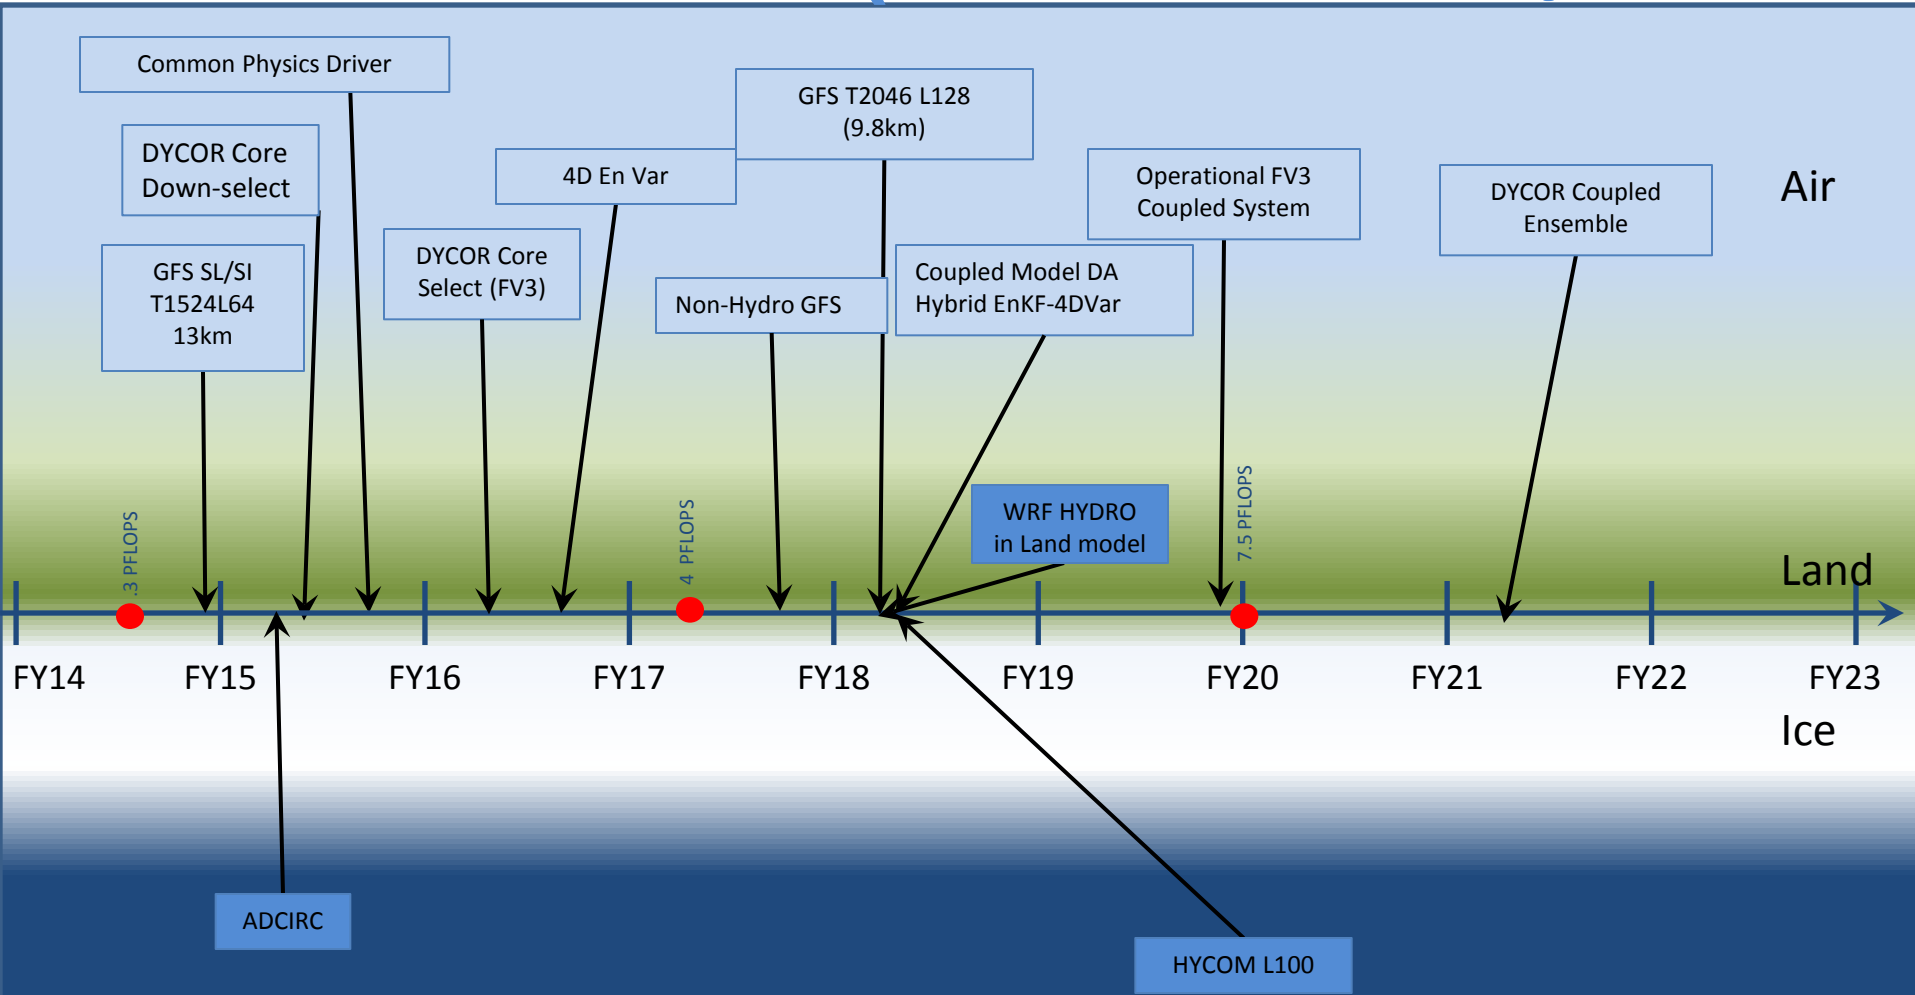 Common Physics Driver
DYCOR Core
Down-select
GFS SL/SI
T1524L64
13km
DYCOR Core
Select (FV3)
4D En Var
GFS T2046 L128
(9.8km)
Non-Hydro GFS
Coupled Model DA
Hybrid EnKF-4DVar
Operational FV3
Coupled System
DYCOR Coupled
Ensemble
Air
WRF HYDRO
in Land model
.3 PFLOPS
4 PFLOPS
7.5 PFLOPS
Land
FY14
FY15
FY16
FY17
FY18
FY19
FY20
FY21
FY22
FY23
Ice
ADCIRC
HYCOM L100